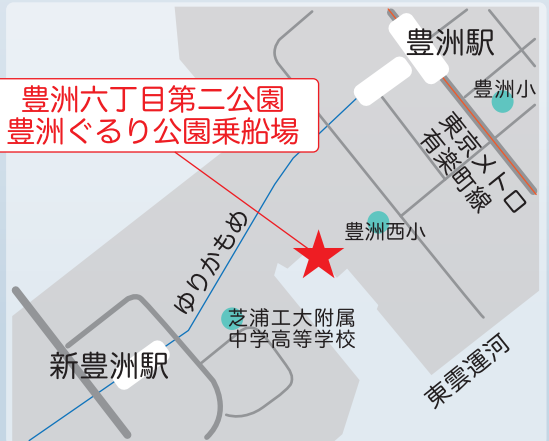 豊洲駅
豊洲小
豊洲六丁目第二公園
豊洲ぐるり公園乗船場
東京メトロ
有楽町線
豊洲西小
ゆりかもめ
芝浦工大附属
中学高等学校
新豊洲駅
東雲運河